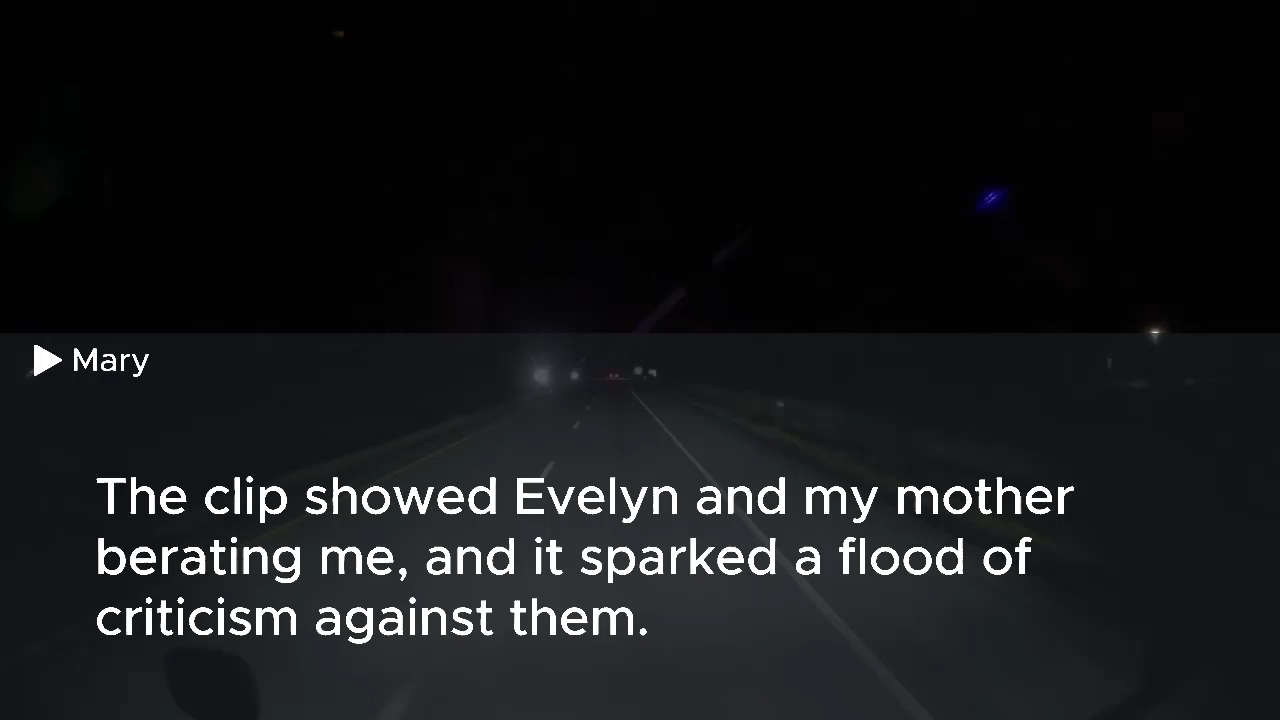 Mary
The clip showed Evelyn and my mother
berating me, and it sparked a flood of
criticism against them.